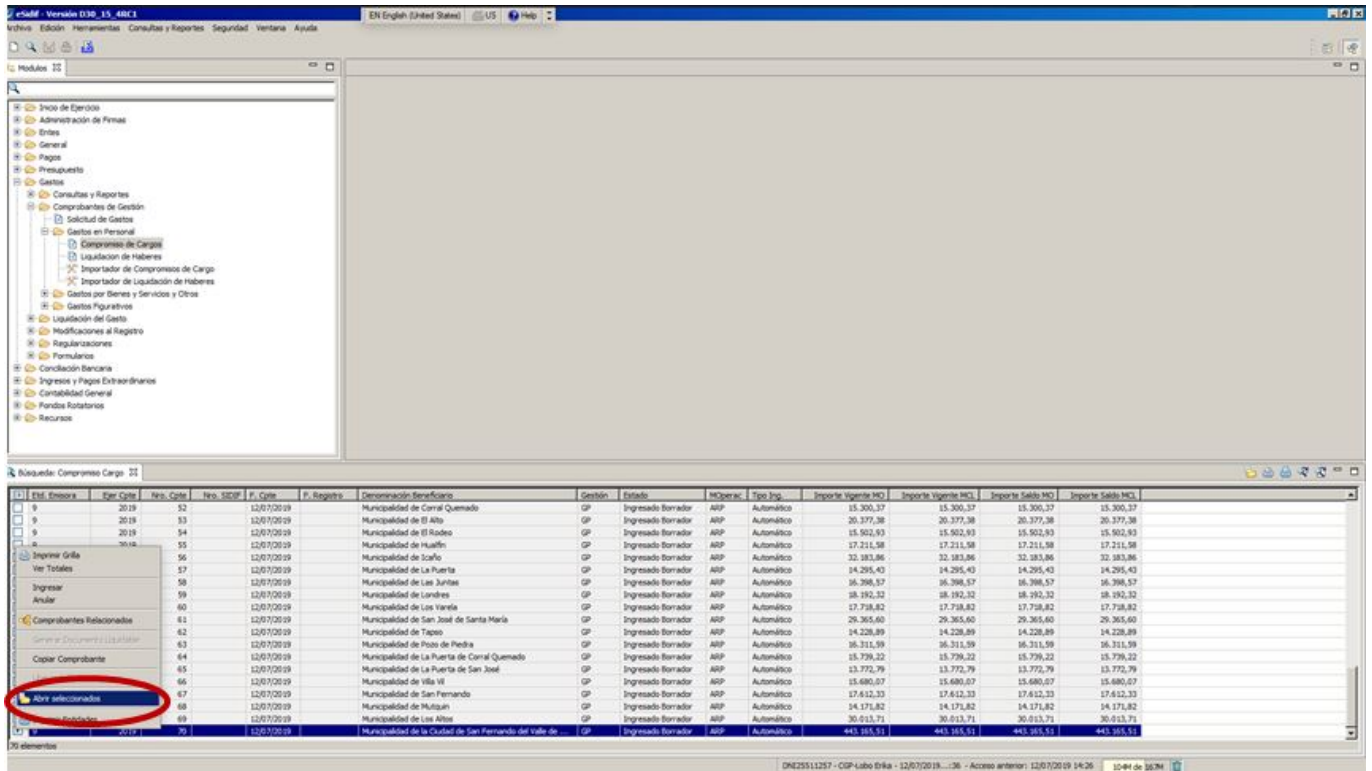 eSidif - Versión D30_15_4RC1
EN English (United States) US Help
Archivo Edición Herramientas Consultas y Reportes Seguridad Ventana Ayuda
Modulos
Inicio de Ejercicio
Administración de Firmas
Entes
General
Pagos
Presupuesto
Gastos
Consultas y Reportes
Comprobantes de Gestión
Solicitud de Gastos
Gastos en Personal
Compromiso de Cargos
Liquidacion de Haberes
Importador de Compromisos de Cargo
Importador de Liquidación de Haberes
Gastos por Bienes y Servicios y Otros
Gastos Figurativos
Liquidación del Gasto
Modificaciones al Registro
Regularizaciones
Formularios
Conciliación Bancaria
Ingresos y Pagos Extraordinarios
Contabilidad General
Fondos Rotatorios
Recursos
Búsqueda: Compromiso Cargo
Etd. Emisora Ejer Cpte Nro. Cpte Nro. SIDIF F. Cpte F. Registro Denominación Beneficiario Gestión Estado MOperac Tipo Ing. Importe Vigente MO Importe Vigente MCL Importe Saldo MO Importe Saldo MCL
9 2019 52 12/07/2019 Municipalidad de Corral Quemado GP Ingresado Borrador ARP Automático 15.300,37 15.300,37 15.300,37 15.300,37
9 2019 53 12/07/2019 Municipalidad de El Alto GP Ingresado Borrador ARP Automático 20.377,38 20.377,38 20.377,38 20.377,38
9 2019 54 12/07/2019 Municipalidad de El Rodeo GP Ingresado Borrador ARP Automático 15.502,93 15.502,93 15.502,93 15.502,93
9 2019 55 12/07/2019 Municipalidad de Hualfin GP Ingresado Borrador ARP Automático 17.211,58 17.211,58 17.211,58 17.211,58
Imprimir Grilla 56 12/07/2019 Municipalidad de Icaño GP Ingresado Borrador ARP Automático 32.183,86 32.183,86 32.183,86 32.183,86
Ver Totales 57 12/07/2019 Municipalidad de La Puerta GP Ingresado Borrador ARP Automático 14.295,43 14.295,43 14.295,43 14.295,43
Ingresar 58 12/07/2019 Municipalidad de Las Juntas GP Ingresado Borrador ARP Automático 16.398,57 16.398,57 16.398,57 16.398,57
Anular 59 12/07/2019 Municipalidad de Londres GP Ingresado Borrador ARP Automático 18.192,32 18.192,32 18.192,32 18.192,32
60 12/07/2019 Municipalidad de Los Varela GP Ingresado Borrador ARP Automático 17.718,82 17.718,82 17.718,82 17.718,82
Comprobantes Relacionados 61 12/07/2019 Municipalidad de San José de Santa María GP Ingresado Borrador ARP Automático 29.365,60 29.365,60 29.365,60 29.365,60
62 12/07/2019 Municipalidad de Tapso GP Ingresado Borrador ARP Automático 14.228,89 14.228,89 14.228,89 14.228,89
63 12/07/2019 Municipalidad de Pozo de Piedra GP Ingresado Borrador ARP Automático 16.311,59 16.311,59 16.311,59 16.311,59
Copiar Comprobante 64 12/07/2019 Municipalidad de La Puerta de Corral Quemado GP Ingresado Borrador ARP Automático 15.739,22 15.739,22 15.739,22 15.739,22
65 12/07/2019 Municipalidad de La Puerta de San José GP Ingresado Borrador ARP Automático 13.772,79 13.772,79 13.772,79 13.772,79
66 12/07/2019 Municipalidad de Villa Vil GP Ingresado Borrador ARP Automático 15.680,07 15.680,07 15.680,07 15.680,07
Abrir seleccionados 67 12/07/2019 Municipalidad de San Fernando GP Ingresado Borrador ARP Automático 17.612,33 17.612,33 17.612,33 17.612,33
68 12/07/2019 Municipalidad de Mutquin GP Ingresado Borrador ARP Automático 14.171,82 14.171,82 14.171,82 14.171,82
Entidades 69 12/07/2019 Municipalidad de Los Altos GP Ingresado Borrador ARP Automático 30.013,71 30.013,71 30.013,71 30.013,71
9 2019 70 12/07/2019 Municipalidad de la Ciudad de San Fernando del Valle de ... GP Ingresado Borrador ARP Automático 443.165,51 443.165,51 443.165,51 443.165,51
70 elementos
DNI25511257 - CGP-Lobo Erika - 12/07/2019...:36 - Acceso anterior: 12/07/2019 14:26 104M de 167M